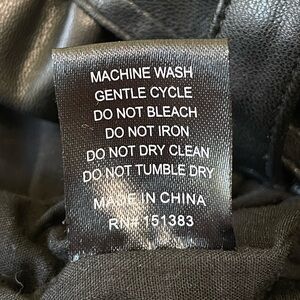 MACHINE WASH
GENTLE CYCLE
DO NOT BLEACH
DO NOT IRON
DO NOT DRY CLEAN
DO NOT TUMBLE DRY
MADE IN CHINA
RN# 151383